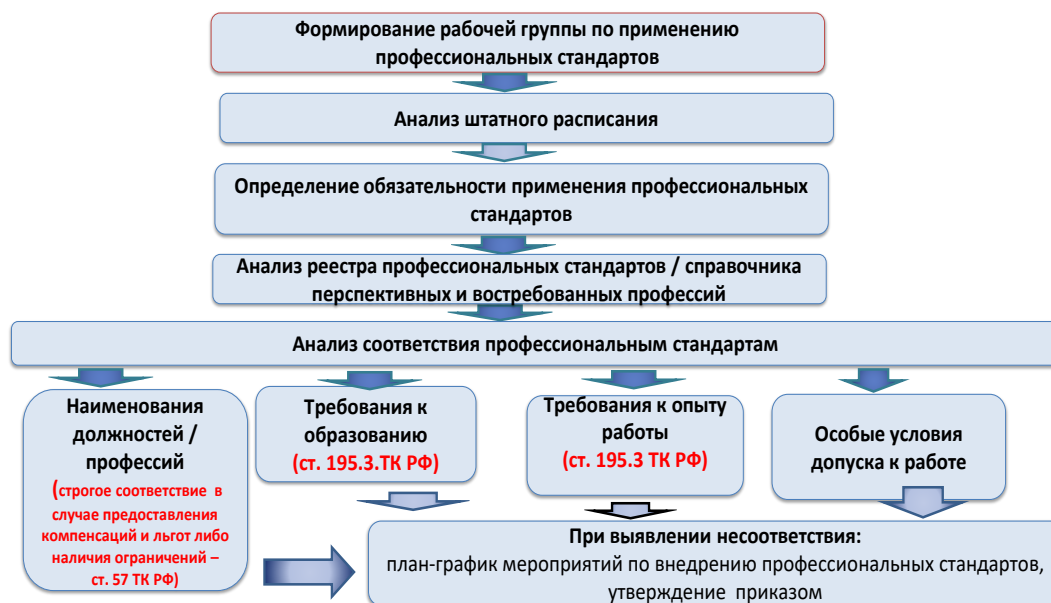 Формирование рабочей группы по применению
профессиональных стандартов
Анализ штатного расписания
Определение обязательности применения профессиональных
стандартов
Анализ реестра профессиональных стандартов / справочника
перспективных и востребованных профессий
Анализ соответствия профессиональным стандартам
Наименования
должностей /
профессий
(строгое соответствие в
случае предоставления
компенсаций и льгот либо
наличия ограничений –
ст. 57 ТК РФ)
Требования к
образованию
(ст. 195.3.ТК РФ)
Требования к опыту
работы
(ст. 195.3 ТК РФ)
Особые условия
допуска к работе
При выявлении несоответствия:
план-график мероприятий по внедрению профессиональных стандартов,
утверждение приказом